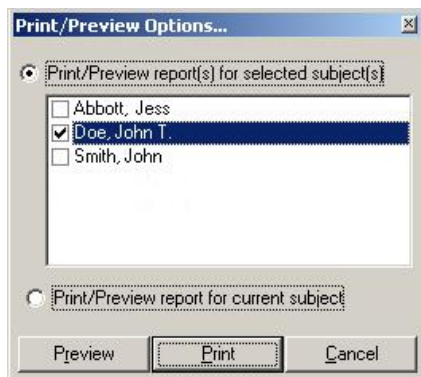 Print/Preview Options...
Print/Preview report(s) for selected subject(s)
Abbott, Jess
Doe, John T.
Smith, John
Print/Preview report for current subject
Preview Print Cancel